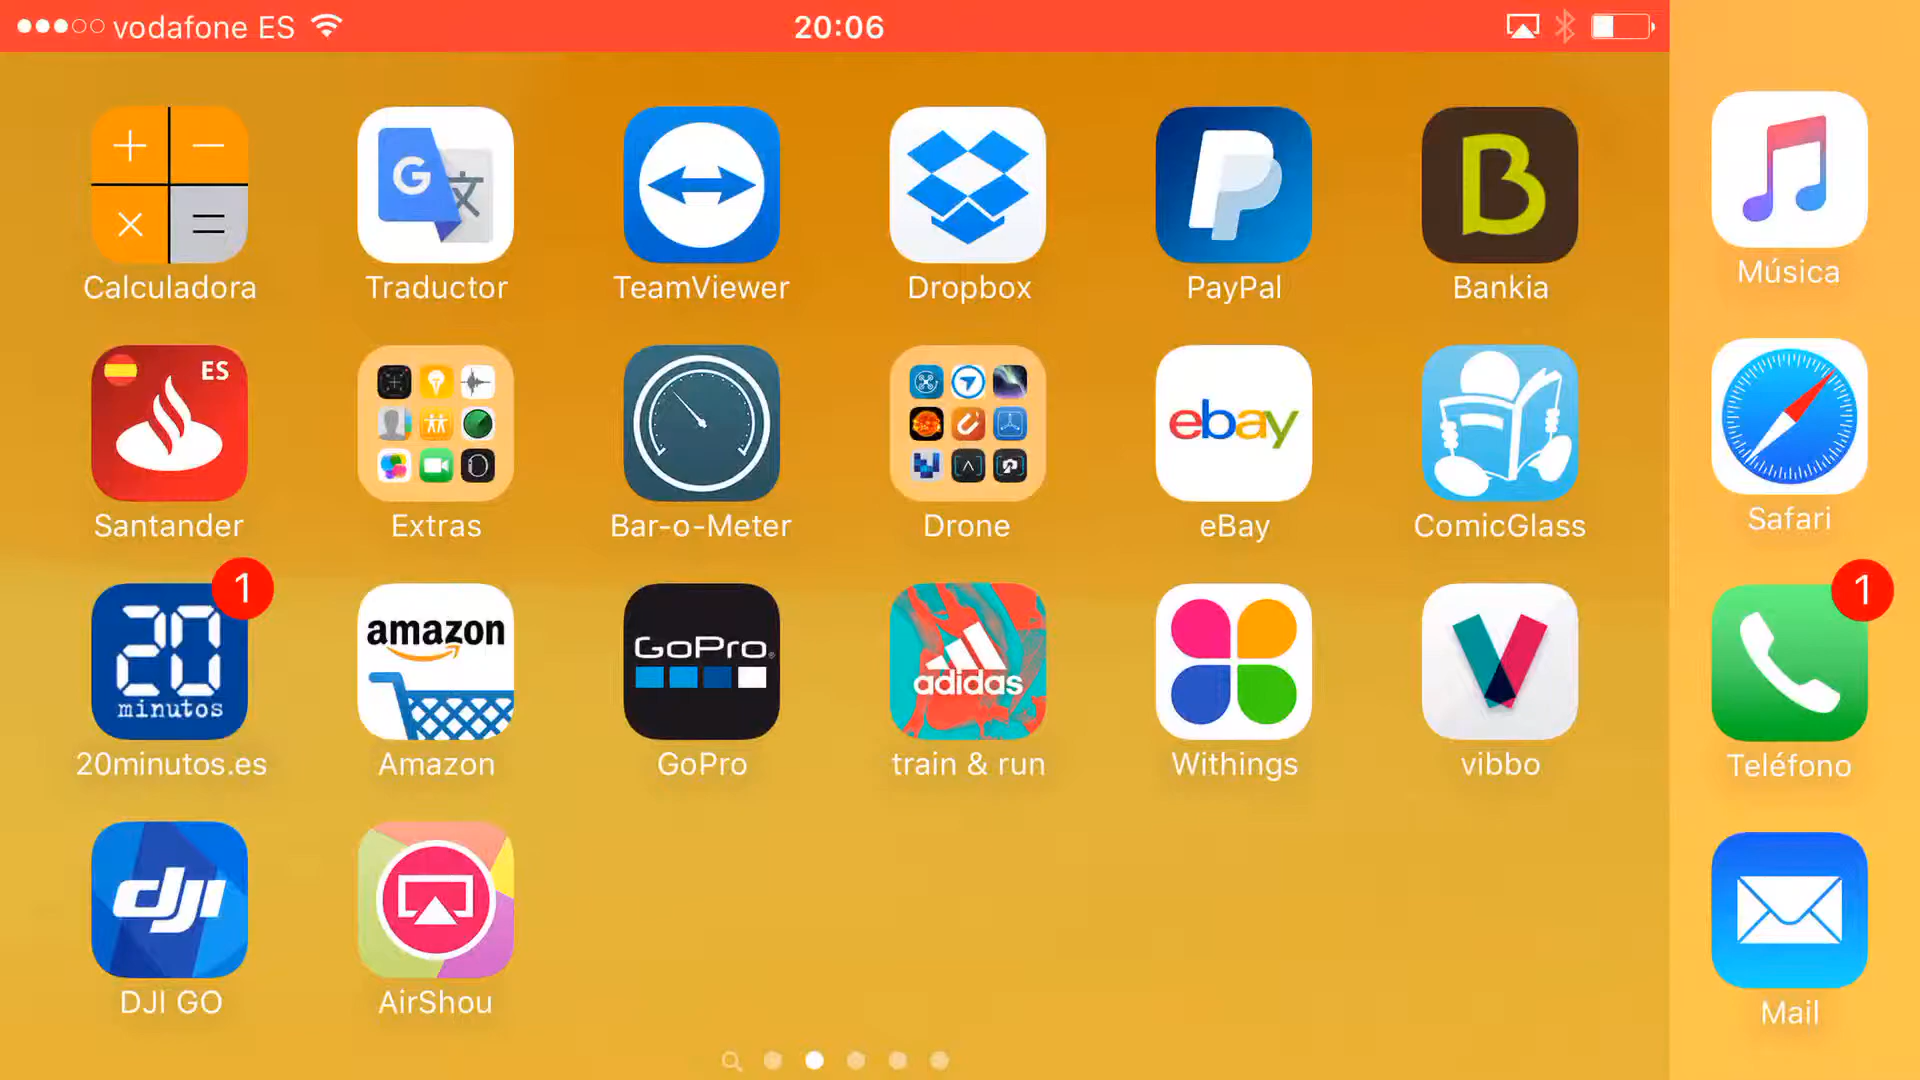 vodafone ES
20:06
Calculadora
G 文
Traductor
TeamViewer
Dropbox
PayPal
B
Bankia
Música
ES
Santander
Extras
Bar-o-Meter
Drone
ebay
eBay
ComicGlass
Safari
1
20
minutos
20minutos.es
amazon
Amazon
GoPro
GoPro
adidas
train & run
Withings
vibbo
1
Teléfono
dji
DJI GO
AirShou
Mail